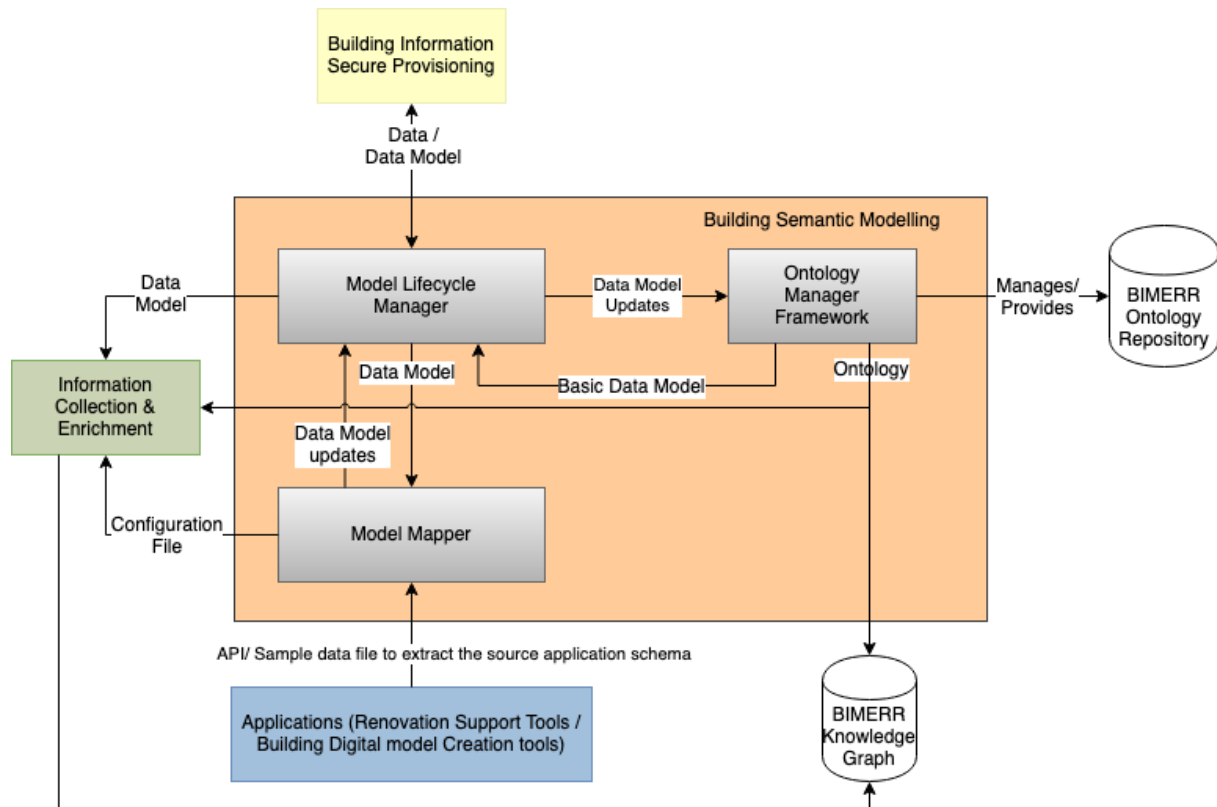 Building Information
Secure Provisioning
Data /
Data Model
Building Semantic Modelling
Data
Model
Model Lifecycle
Manager
Data Model
Updates
Ontology
Manager
Framework
Manages/
Provides
BIMERR
Ontology
Repository
Data Model
Basic Data Model
Ontology
Information
Collection &
Enrichment
Data Model
updates
Configuration
File
Model Mapper
API/ Sample data file to extract the source application schema
Applications (Renovation Support Tools /
Building Digital model Creation tools)
BIMERR
Knowledge
Graph